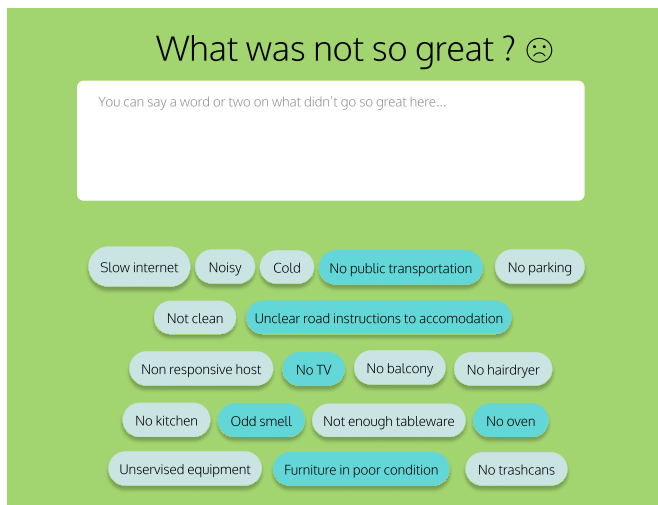 What was not so great ?
You can say a word or two on what didn't go so great here...
Slow internet Noisy Cold No public transportation No parking
Not clean Unclear road instructions to accomodation
Non responsive host No TV No balcony No hairdryer
No kitchen Odd smell Not enough tableware No oven
Unservised equipment Furniture in poor condition No trashcans